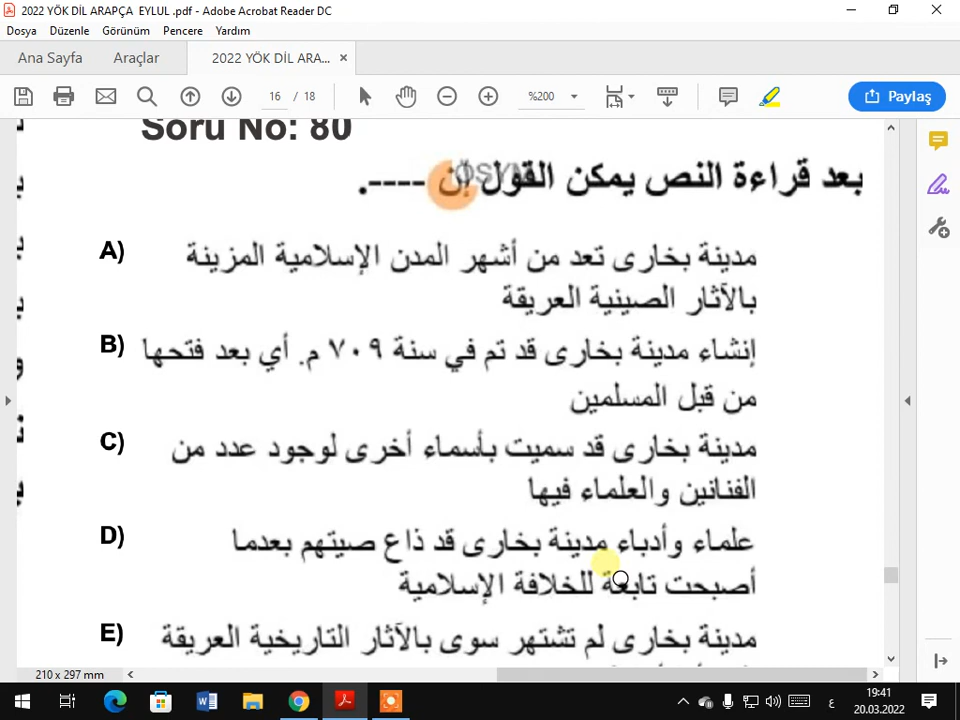 2022 YÖK DİL ARAPÇA EYLUL .pdf - Adobe Acrobat Reader DC
Dosya Düzenle Görünüm Pencere Yardım
Ana Sayfa Araçlar 2022 YÖK DİL ARA... ×
16 / 18 %200 Paylaş
Soru No: 80
بعد قراءة النص يمكن القول إن ----.
A) مدينة بخارى تعد من أشهر المدن الإسلامية المزينة
بالآثار الصينية العريقة
B) إنشاء مدينة بخارى قد تم في سنة ٧٠٩ م. أي بعد فتحها
من قبل المسلمين
C) مدينة بخارى قد سميت بأسماء أخرى لوجود عدد من
الفنانين والعلماء فيها
D) علماء وأدباء مدينة بخارى قد ذاع صيتهم بعدما
أصبحت تابعة للخلافة الإسلامية
E) مدينة بخارى لم تشتهر سوى بالآثار التاريخية العريقة
210 x 297 mm
ع 19:41
20.03.2022